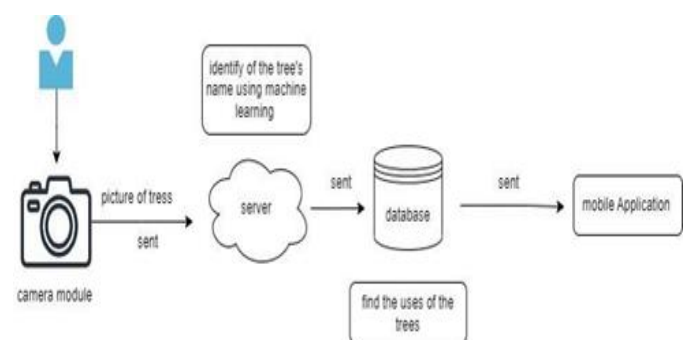 identify of the tree's
name using machine
learning
picture of tress
sent
server
sent
database
sent
mobile Application
camera module
find the uses of the
trees